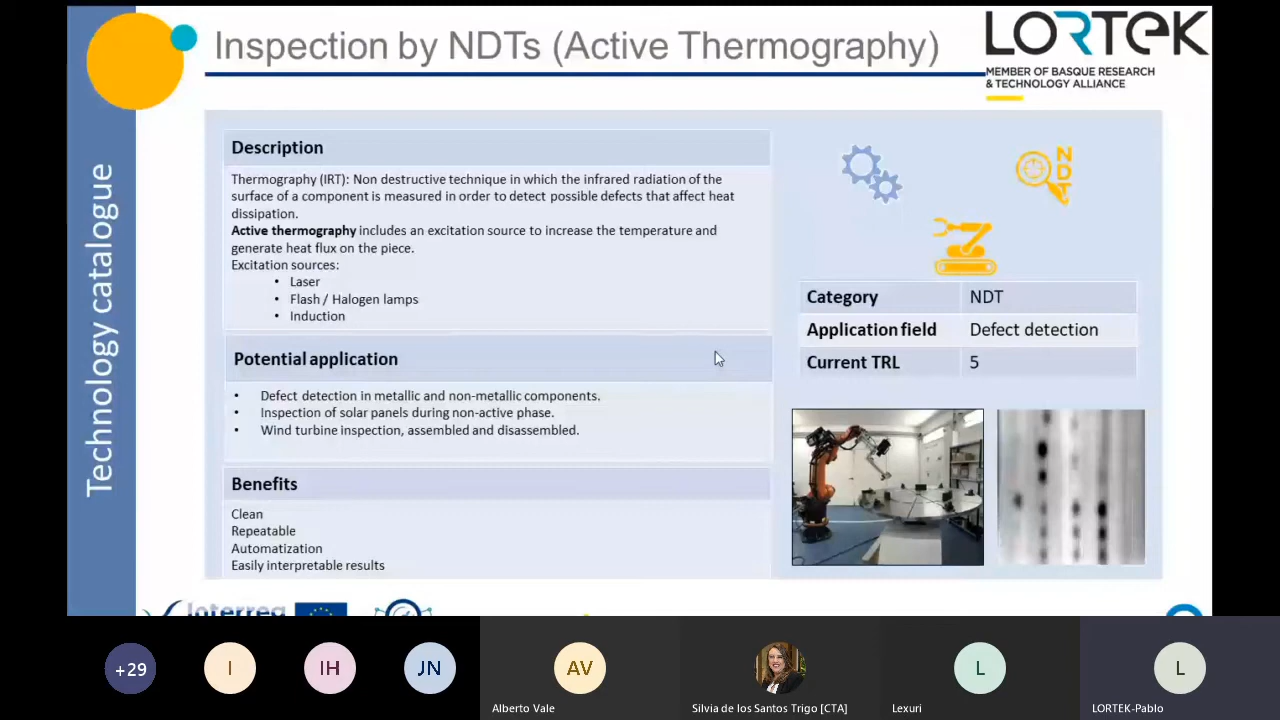 Inspection by NDTs (Active Thermography)
LORTEK
MEMBER OF BASQUE RESEARCH
& TECHNOLOGY ALLIANCE
Technology catalogue
Description
Thermography (IRT): Non destructive technique in which the infrared radiation of the
surface of a component is measured in order to detect possible defects that affect heat
dissipation.
Active thermography includes an excitation source to increase the temperature and
generate heat flux on the piece.
Excitation sources:
• Laser
• Flash / Halogen lamps
• Induction
Potential application
• Defect detection in metallic and non-metallic components.
• Inspection of solar panels during non-active phase.
• Wind turbine inspection, assembled and disassembled.
Benefits
Clean
Repeatable
Automatization
Easily interpretable results
NDT
Category NDT
Application field Defect detection
Current TRL 5
Interreg
+29
I
IH
JN
AV
L
L
Alberto Vale
Silvia de los Santos Trigo [CTA]
Lexuri
LORTEK-Pablo